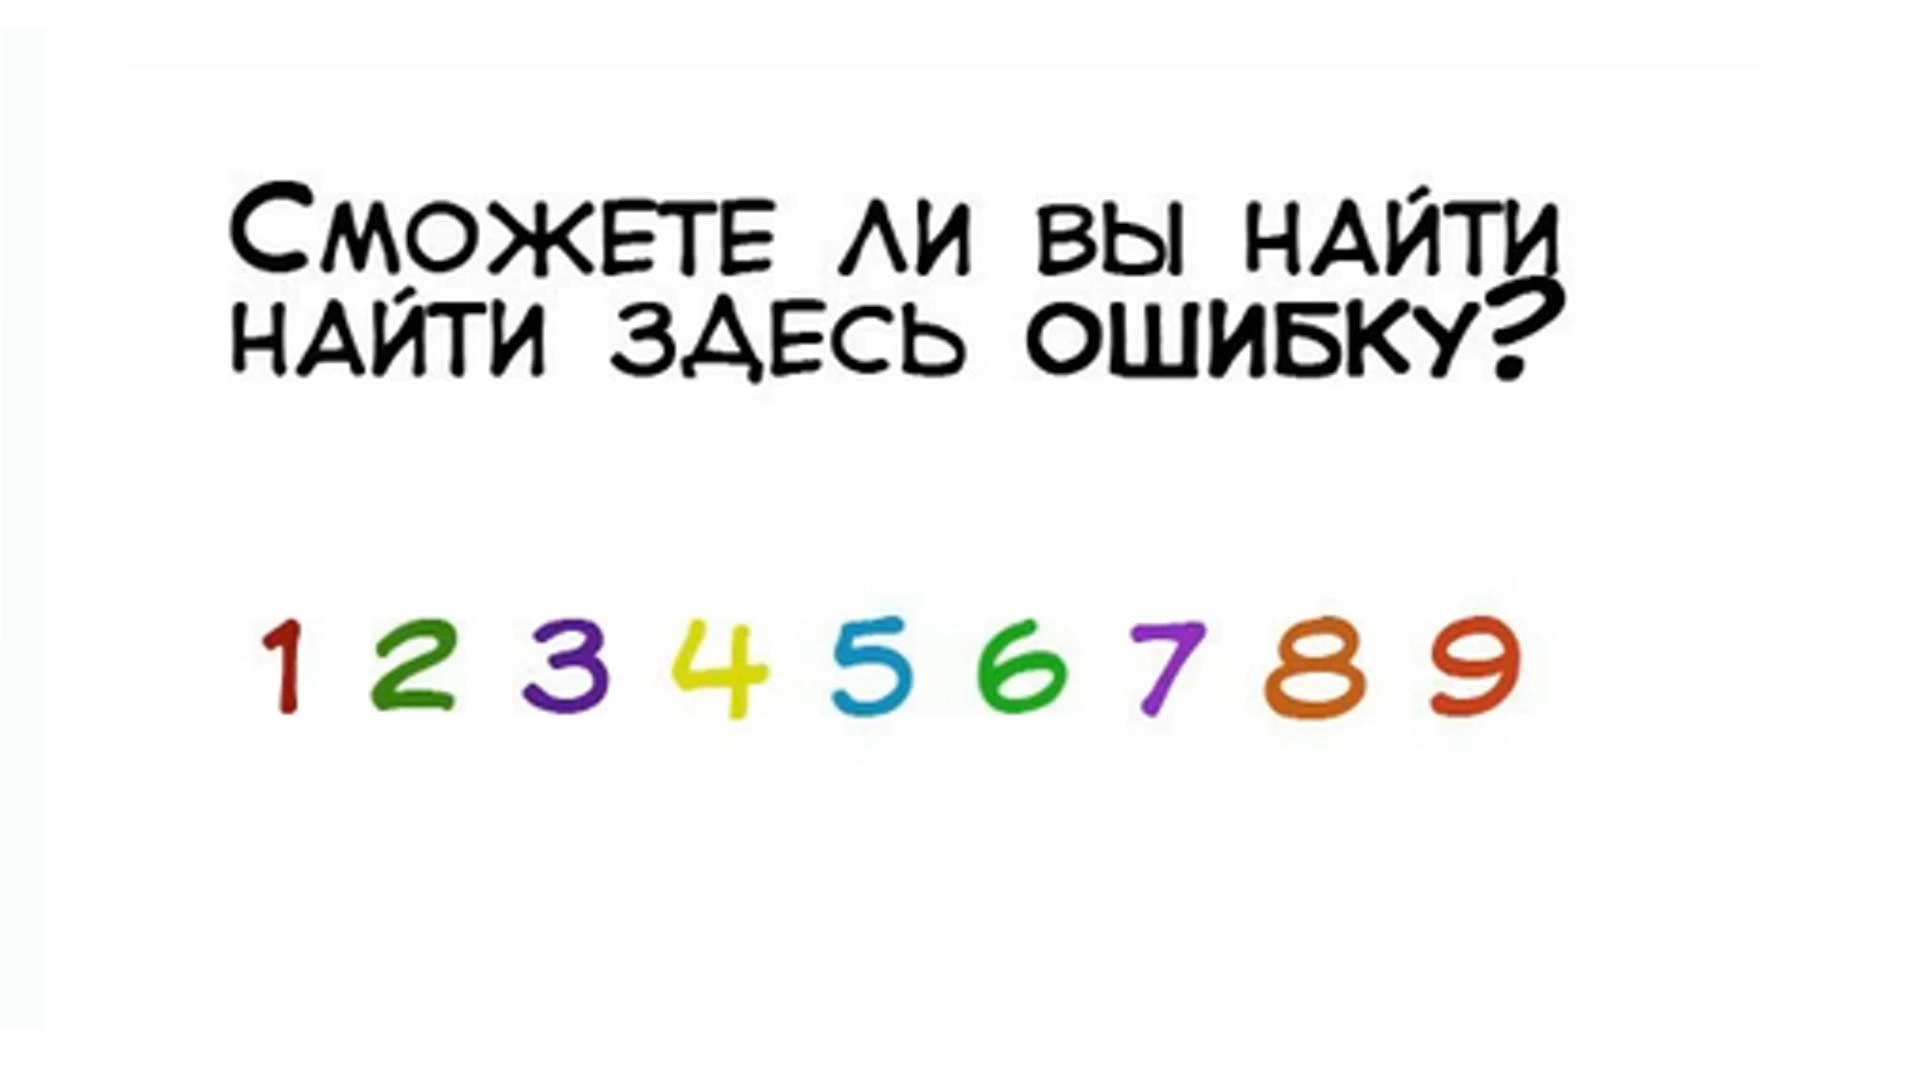 Сможете ли вы найти
найти здесь ошибку?
1 2 3 4 5 6 7 8 9